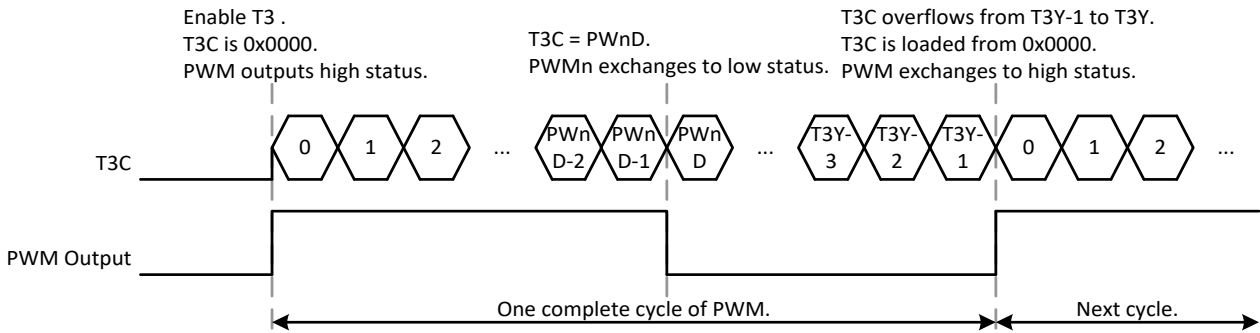 Enable T3 .
T3C is 0x0000.
PWM outputs high status.
T3C = PWnD.
PWMn exchanges to low status.
T3C overflows from T3Y-1 to T3Y.
T3C is loaded from 0x0000.
PWM exchanges to high status.
T3C
0 1 2 ... PWn D-2 PWn D-1 PWn D ... T3Y- 3 T3Y- 2 T3Y- 1 0 1 2 ...
PWM Output
One complete cycle of PWM.
Next cycle.